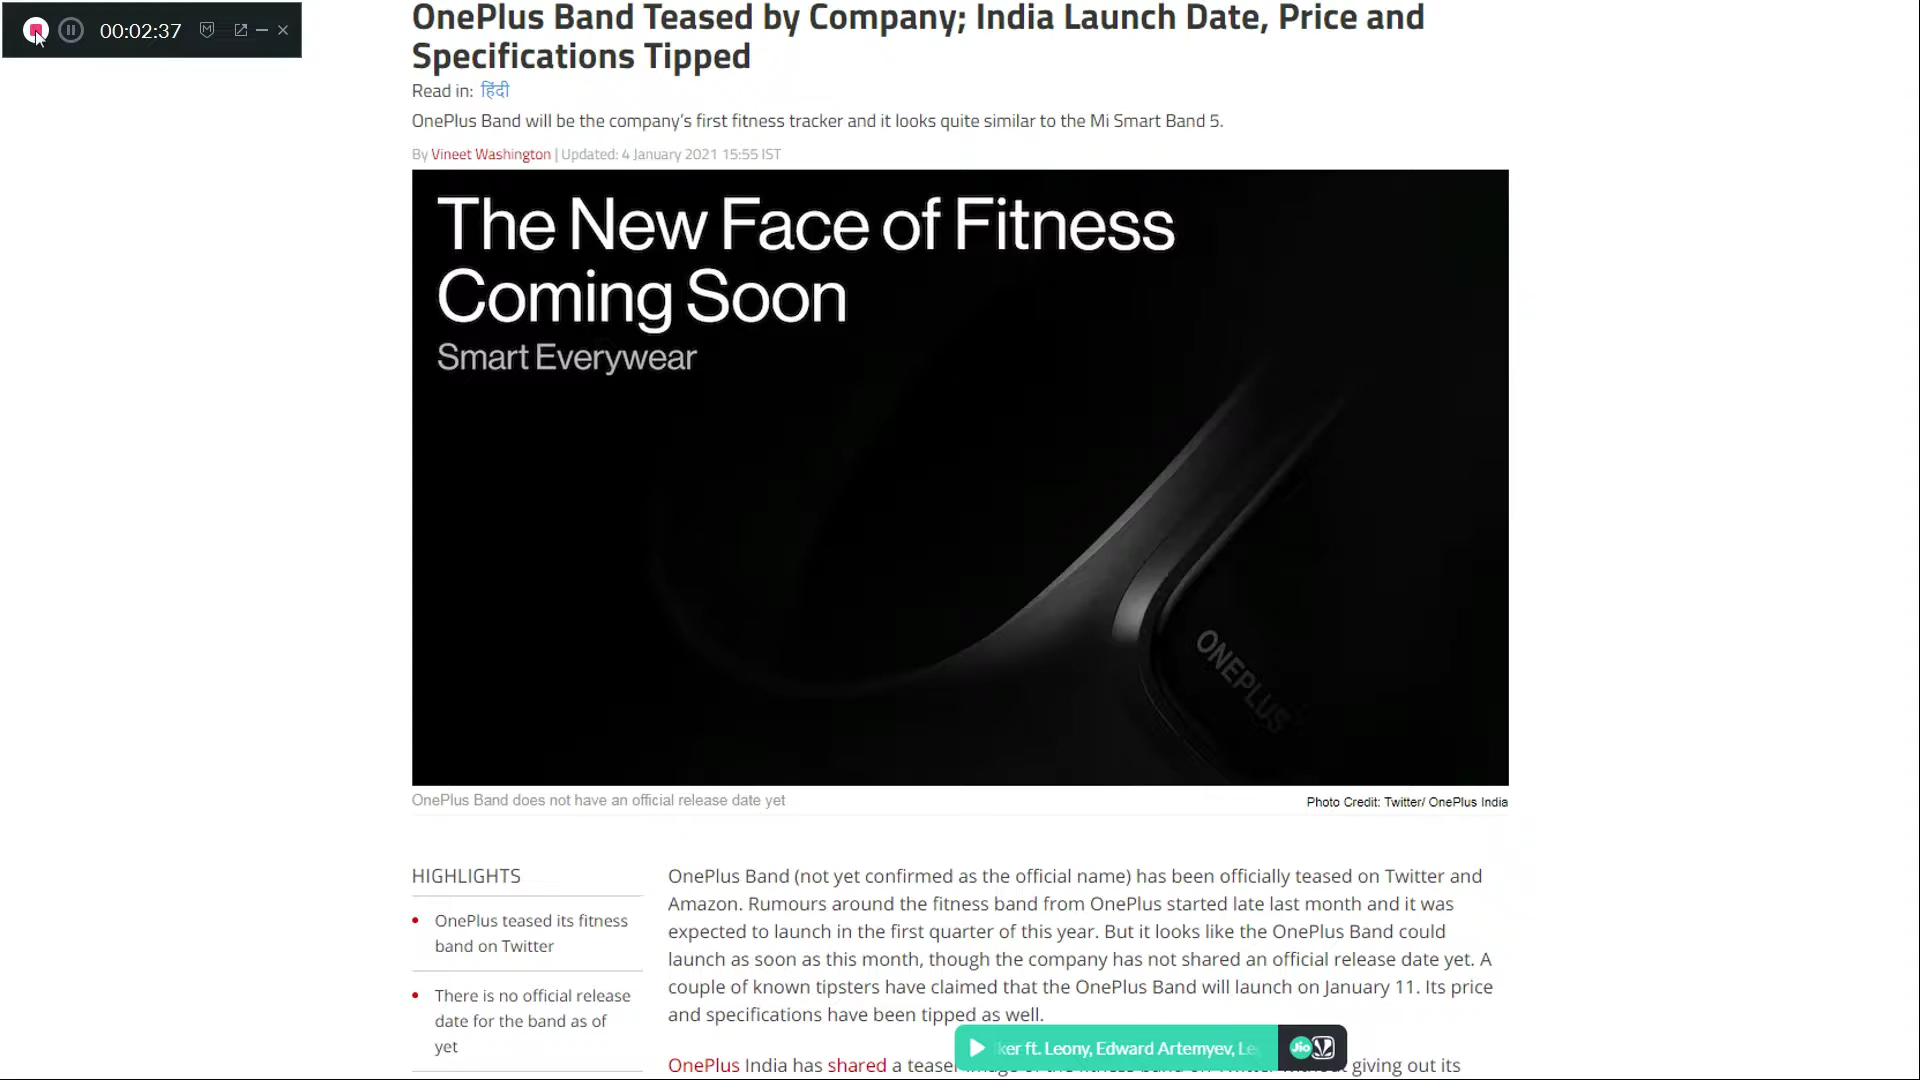 00:02:37
OnePlus Band Teased by Company; India Launch Date, Price and
Specifications Tipped
Read in: हिंदी
OnePlus Band will be the company's first fitness tracker and it looks quite similar to the Mi Smart Band 5.
By Vineet Washington | Updated: 4 January 2021 15:55 IST
The New Face of Fitness
Coming Soon
Smart Everywear
ONEPLUS
OnePlus Band does not have an official release date yet
Photo Credit: Twitter/ OnePlus India
HIGHLIGHTS
OnePlus teased its fitness
band on Twitter
There is no official release
date for the band as of
yet
OnePlus Band (not yet confirmed as the official name) has been officially teased on Twitter and
Amazon. Rumours around the fitness band from OnePlus started late last month and it was
expected to launch in the first quarter of this year. But it looks like the OnePlus Band could
launch as soon as this month, though the company has not shared an official release date yet. A
couple of known tipsters have claimed that the OnePlus Band will launch on January 11. Its price
and specifications have been tipped as well.
ker ft. Leony, Edward Artemyev, Le
Jio
OnePlus India has shared a teaser giving out its